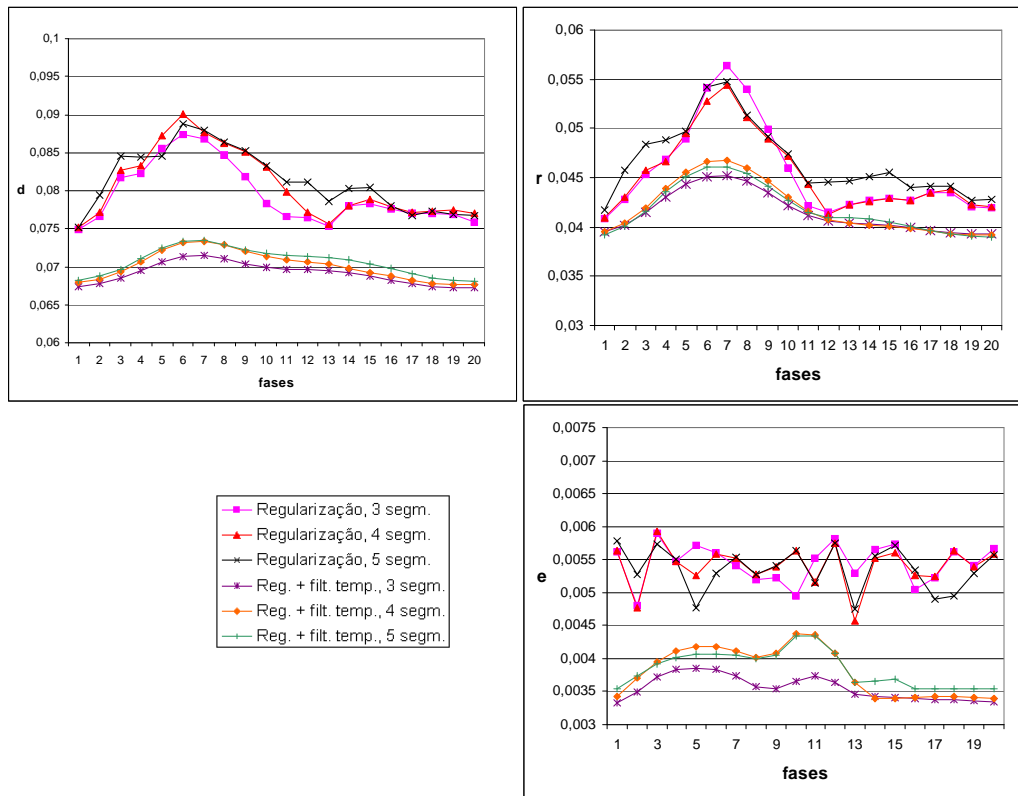 0,1
0,095
0,09
0,085
d
0,08
0,075
0,07
0,065
0,06
1 2 3 4 5 6 7 8 9 10 11 12 13 14 15 16 17 18 19 20
fases
0,06
0,055
0,05
r
0,045
0,04
0,035
0,03
1 2 3 4 5 6 7 8 9 10 11 12 13 14 15 16 17 18 19 20
fases
Regularização, 3 segm.
Regularização, 4 segm.
Regularização, 5 segm.
Reg. + filt. temp., 3 segm.
Reg. + filt. temp., 4 segm.
Reg. + filt. temp., 5 segm.
0,0075
0,007
0,0065
0,006
0,0055
e
0,005
0,0045
0,004
0,0035
0,003
1 3 5 7 9 11 13 15 17 19
fases